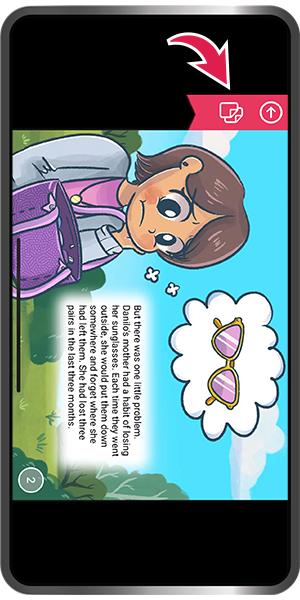 But there was one little problem.
Danilo's mother had a habit of losing
her sunglasses. Each time they went
outside, she would put them down
somewhere and forget where she
had left them. She had lost three
pairs in the last three months.
2